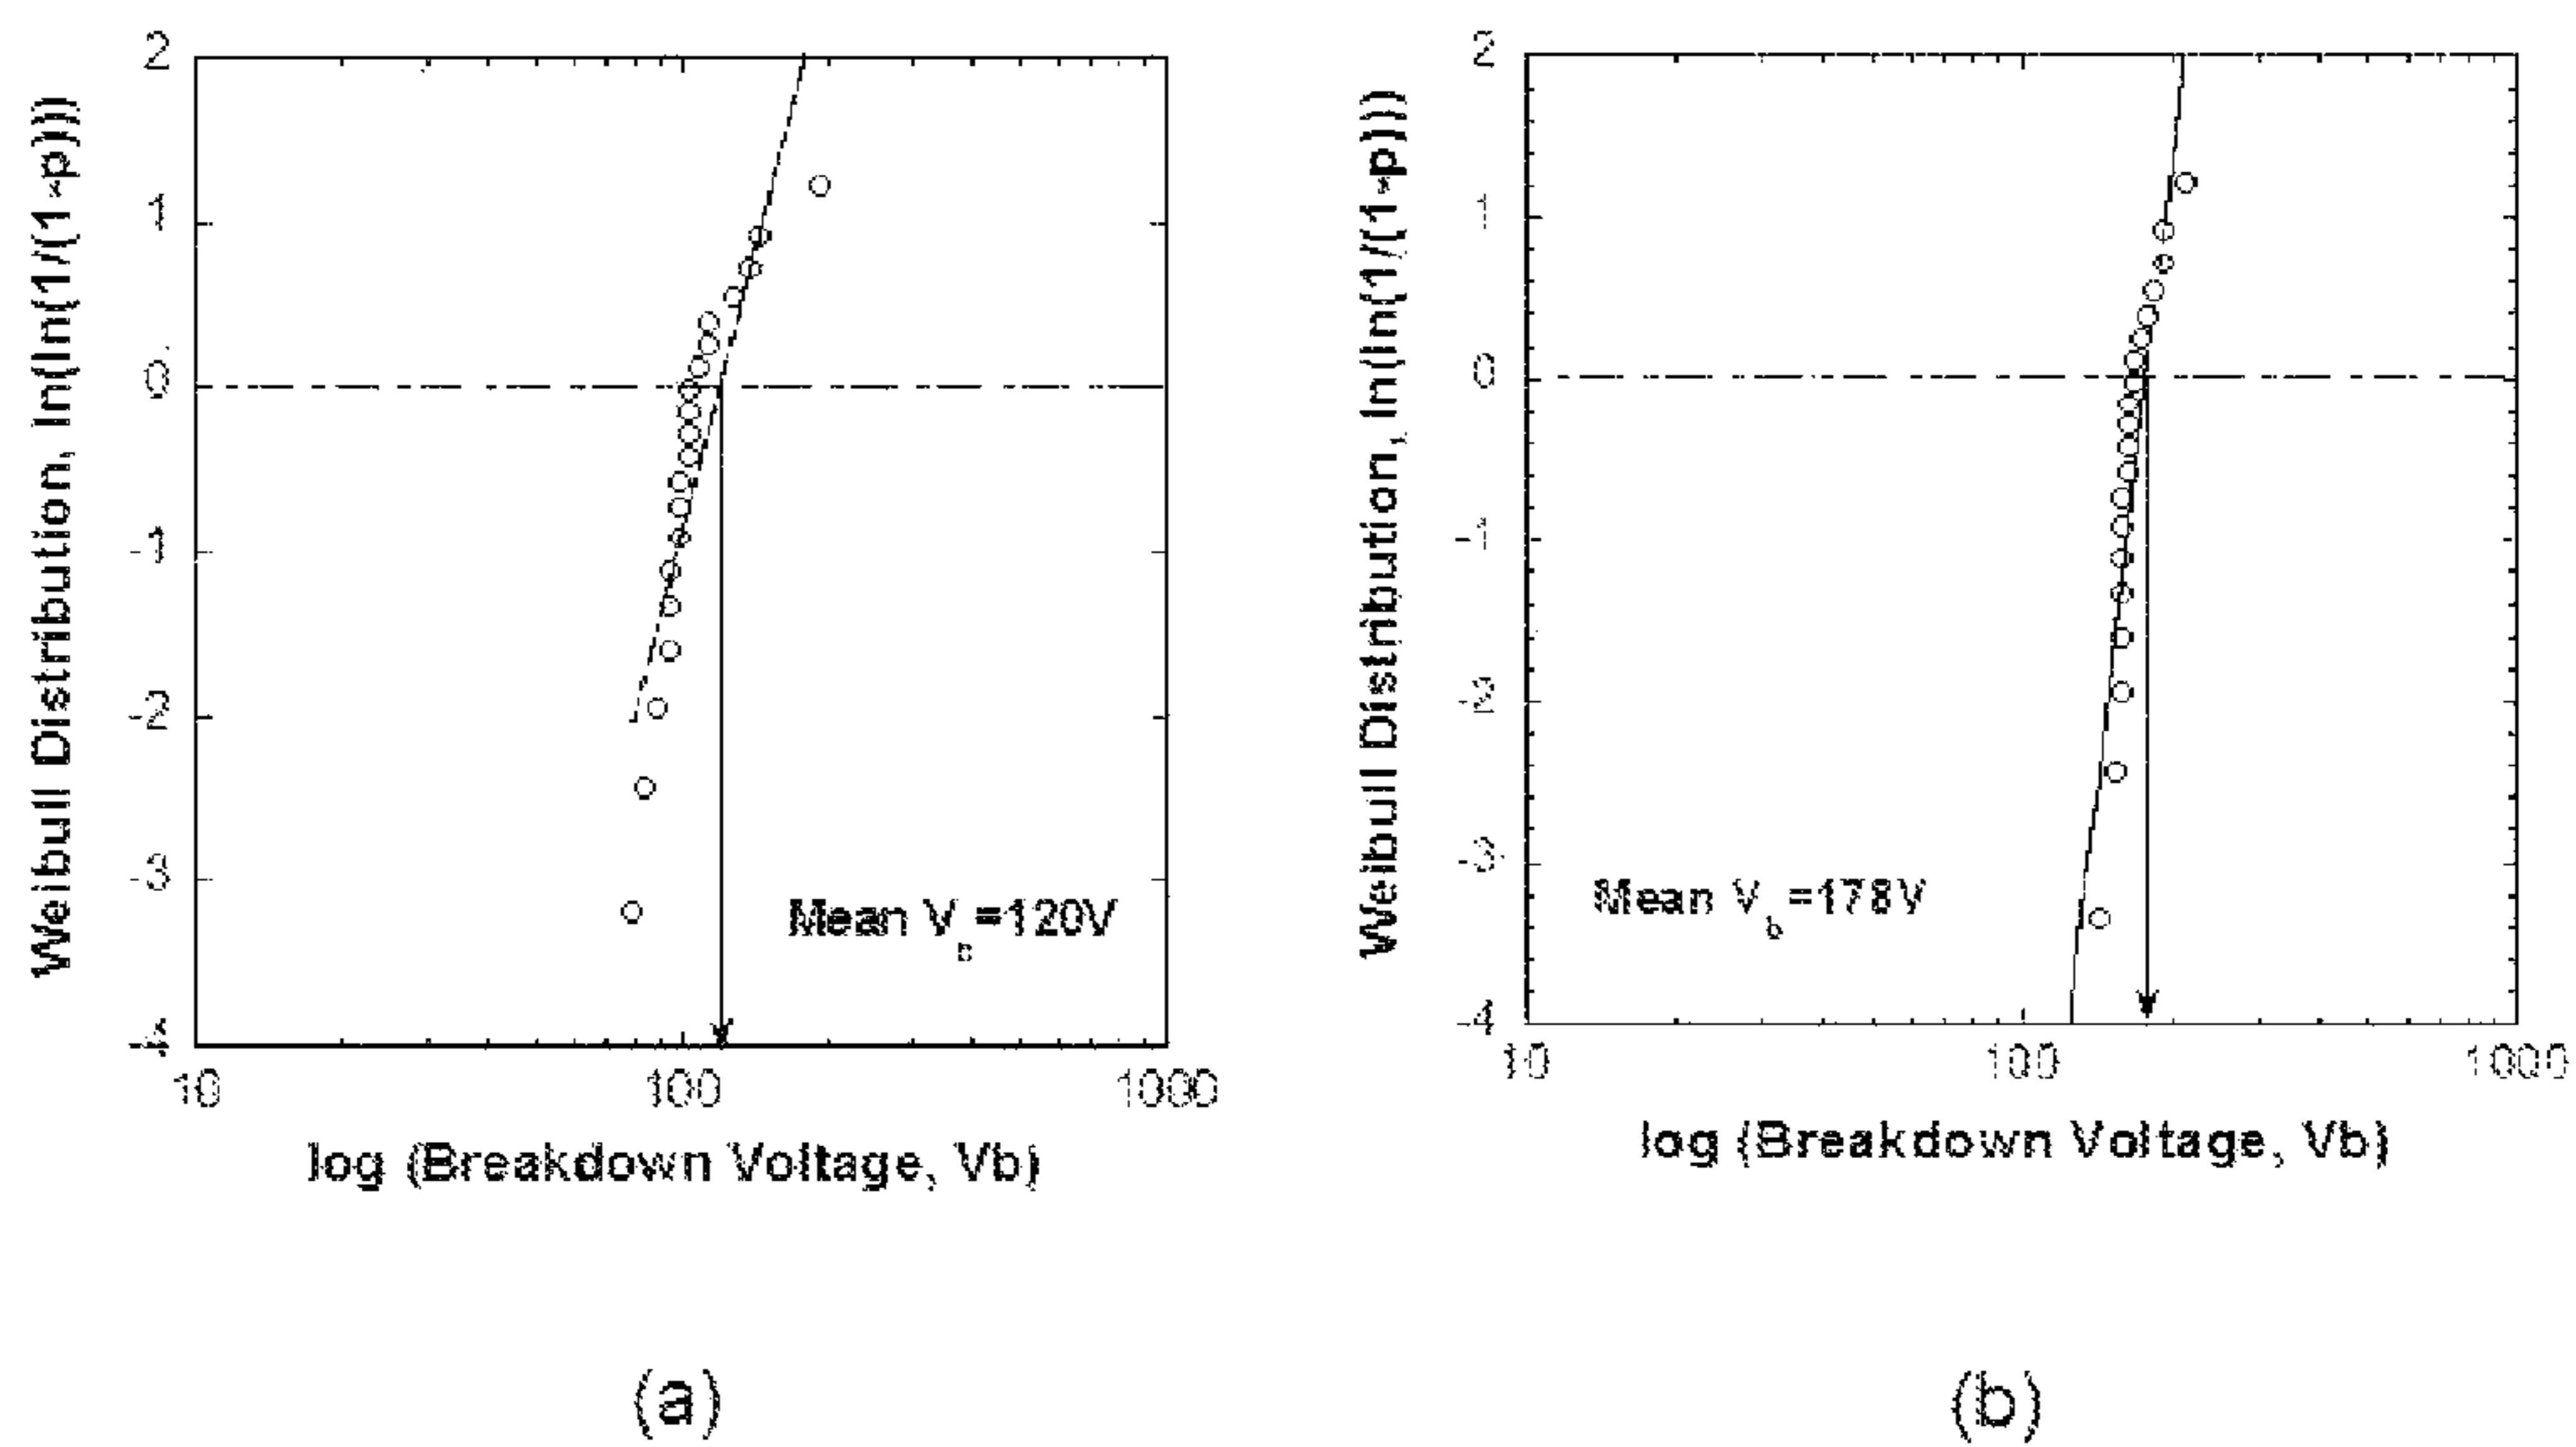 Weibull Distribution, ln(ln(1/(1-p)))
2
1
0
-1
-2
-3
-4
10 100 1000
log (Breakdown Voltage, Vb)
Mean V_b=120V
(a)
Weibull Distribution, ln(ln(1/(1-p)))
2
1
0
-1
-2
-3
-4
10 100 1000
log (Breakdown Voltage, Vb)
Mean V_b=178V
(b)